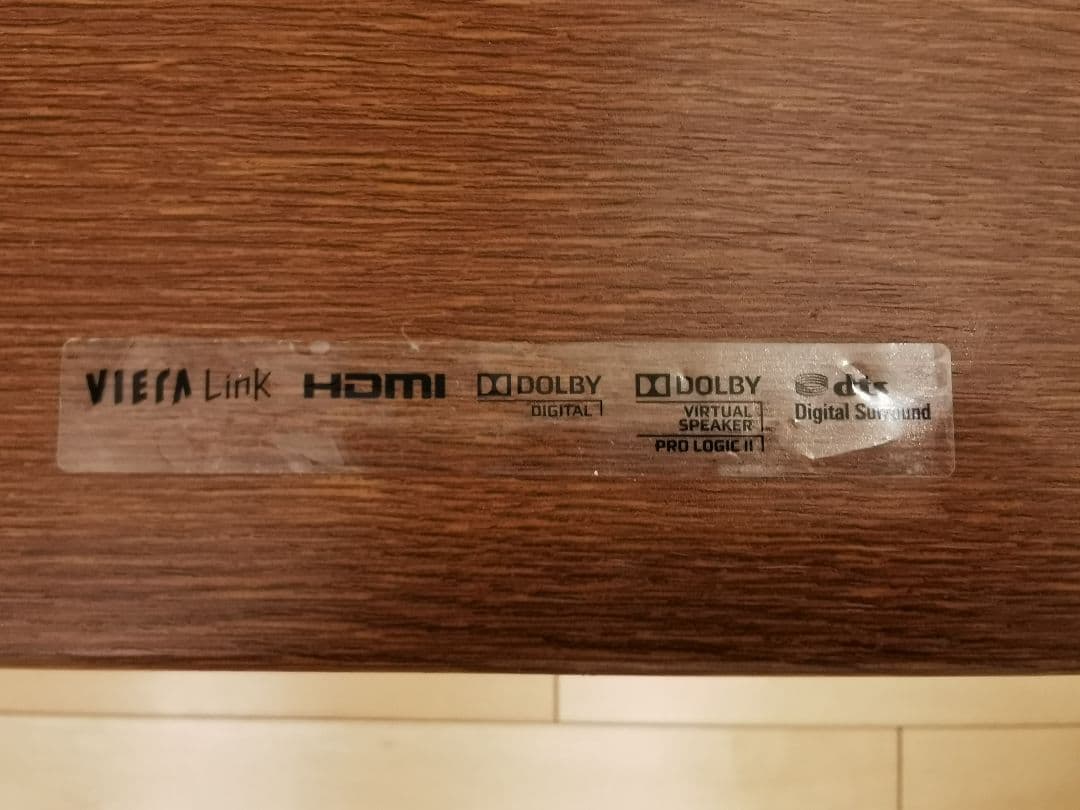 VIERA Link HDMI DOLBY DOLBY dts
DIGITAL VIRTUAL Digital Surround
SPEAKER
PRO LOGIC II